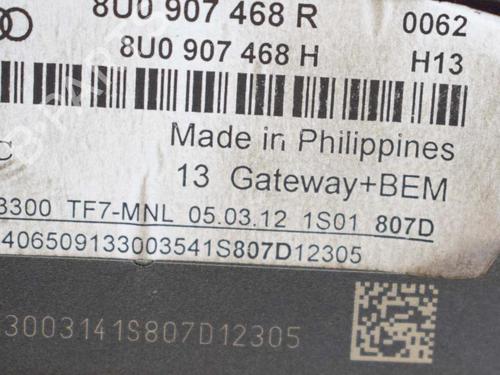 8U0 907 468 R 0062
8U0 907 468 H H13
C
Made in Philippines
13 Gateway+BEM
3300 TF7-MNL 05.03.12 1S01 807D
406509133003541S807D12305
3003141S807D12305